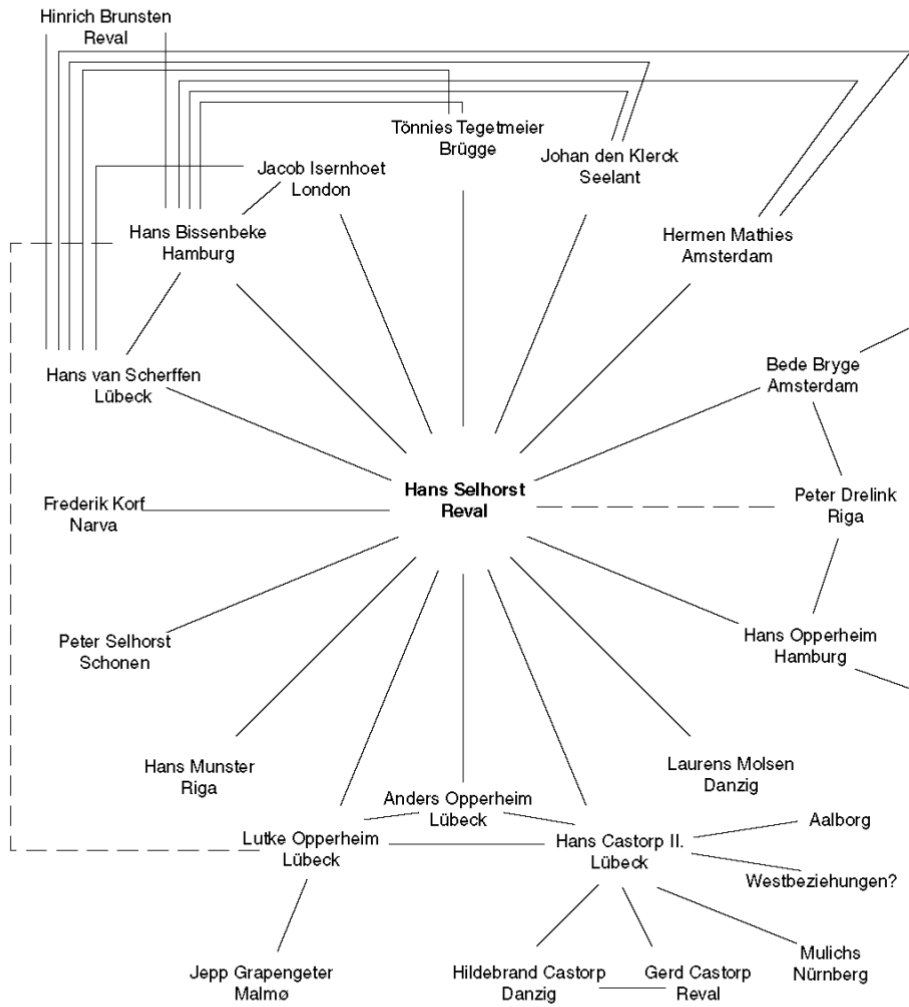 Hinrich Brunsten
Reval
Tönnies Tegetmeier
Brügge
Johan den Klerck
Seelant
Jacob Isernhoet
London
Hans Bissenbeke
Hamburg
Hermen Mathies
Amsterdam
Hans van Scherffen
Lübeck
Bede Bryge
Amsterdam
Hans Selhorst
Reval
Frederik Korf
Narva
Peter Drelink
Riga
Peter Selhorst
Schonen
Hans Opperheim
Hamburg
Hans Munster
Riga
Laurens Molsen
Danzig
Anders Opperheim
Lübeck
Lutke Opperheim
Lübeck
Hans Castorp II.
Lübeck
Aalborg
Westbeziehungen?
Mulichs
Nürnberg
Jepp Grapengeter
Malmø
Hildebrand Castorp
Danzig
Gerd Castorp
Reval